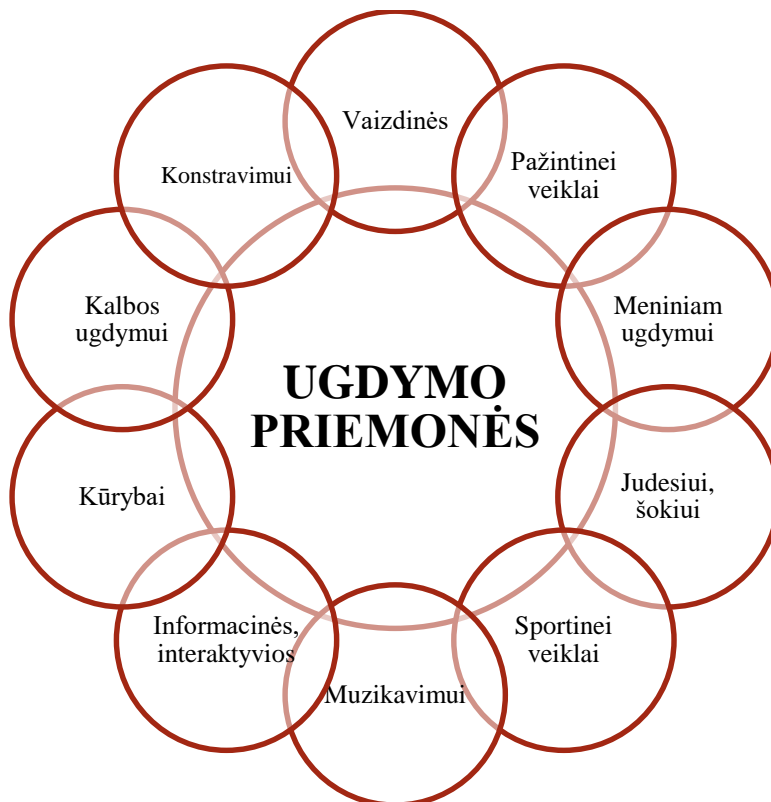 Vaizdinės
Pažintinei
veiklai
Meniniam
ugdymui
Judesiui,
šokiui
Sportinei
veiklai
Muzikavimui
Informacinės,
interaktyvios
Kūrybai
Kalbos
ugdymui
Konstravimui
UGDYMO
PRIEMONĖS